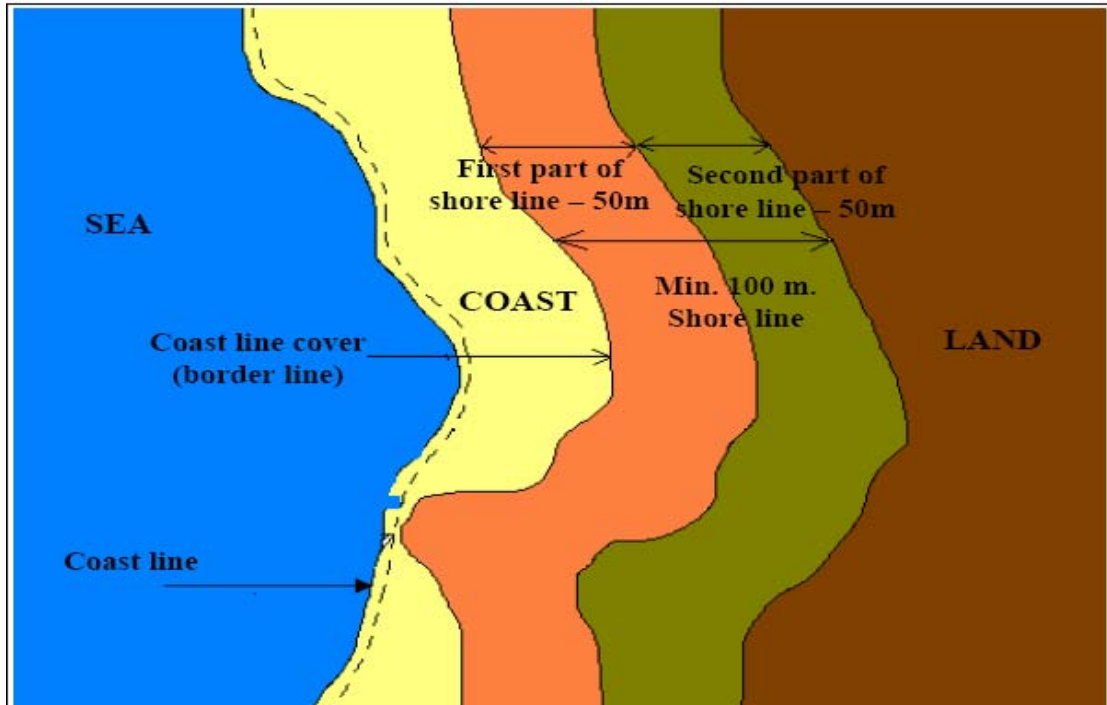 First part of
shore line – 50m
Second part of
shore line – 50m
SEA
COAST
Min. 100 m.
Shore line
Coast line cover
(border line)
LAND
Coast line